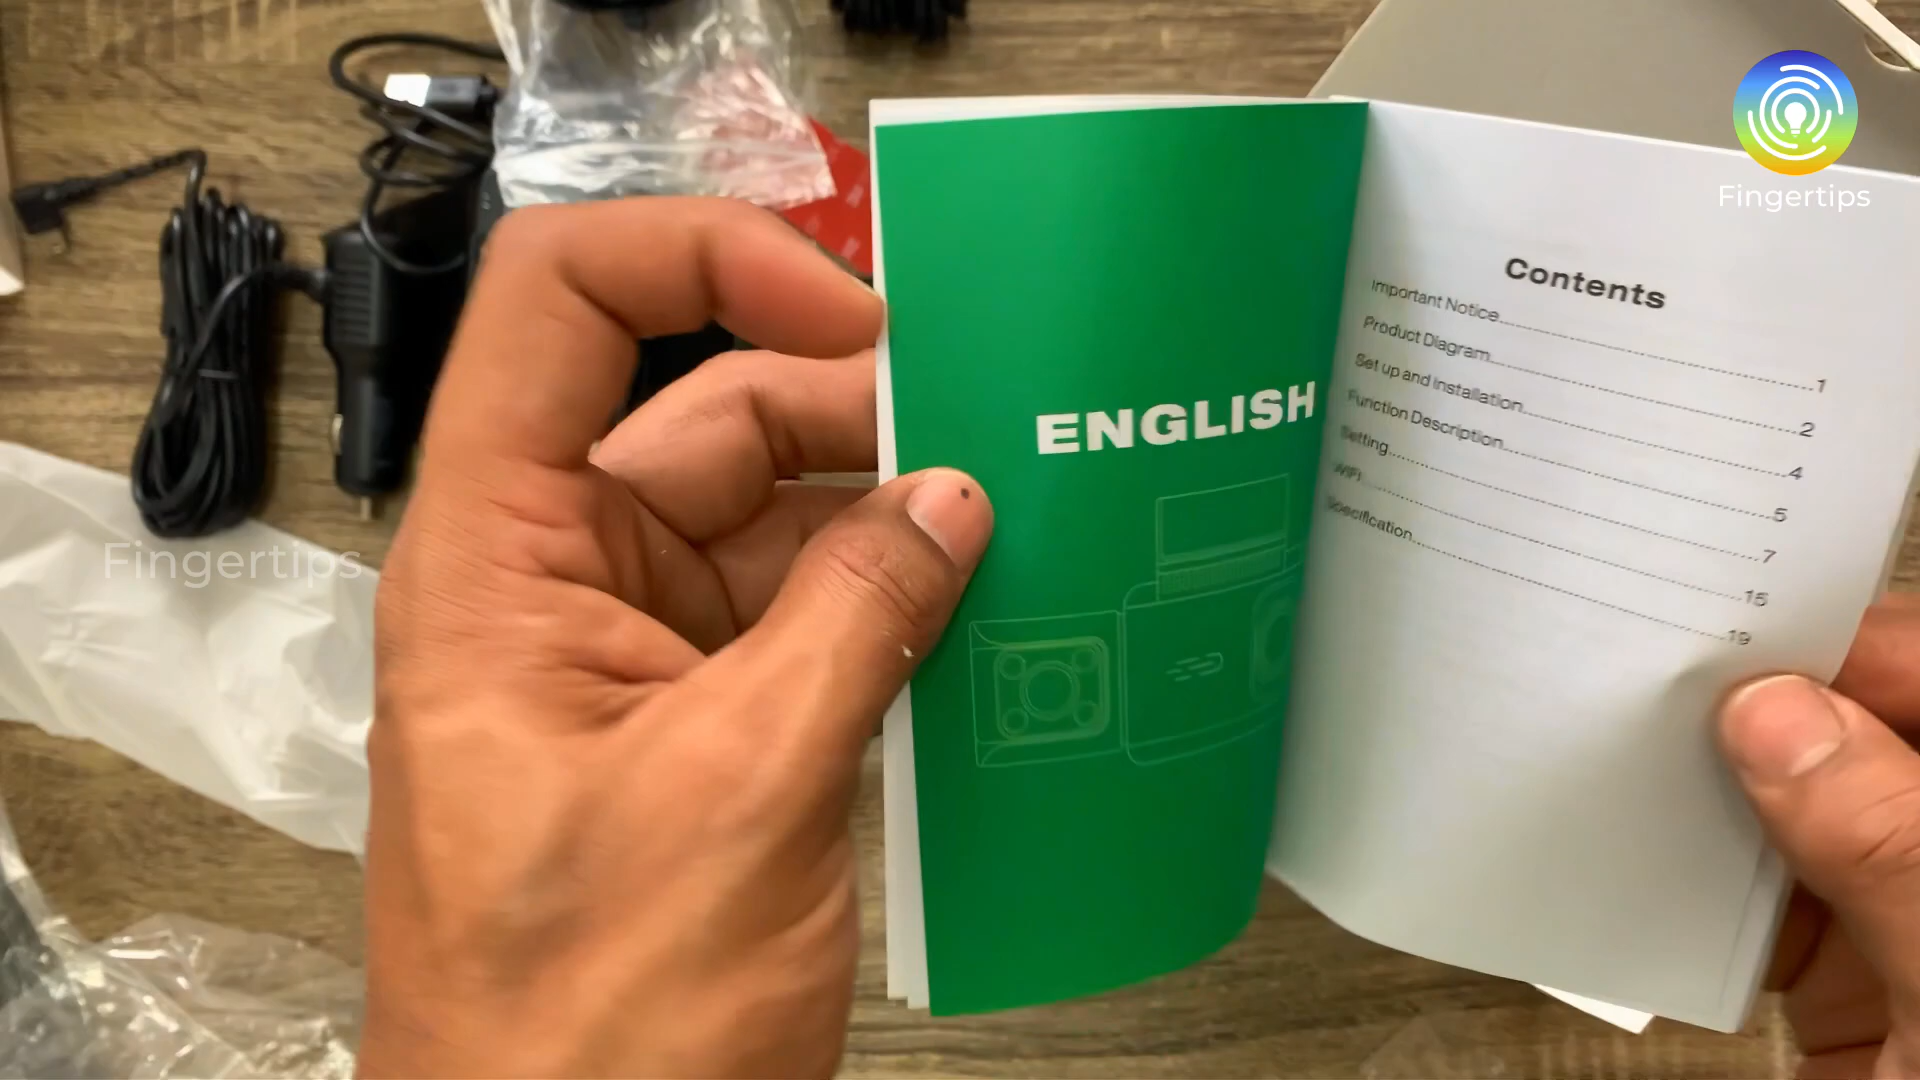 Fingertips
ENGLISH
Contents
Important Notice 1
Product Diagram 2
Set up and Installation 4
Function Description 5
Setting 7
WiFi 15
Specification 19
Fingertips